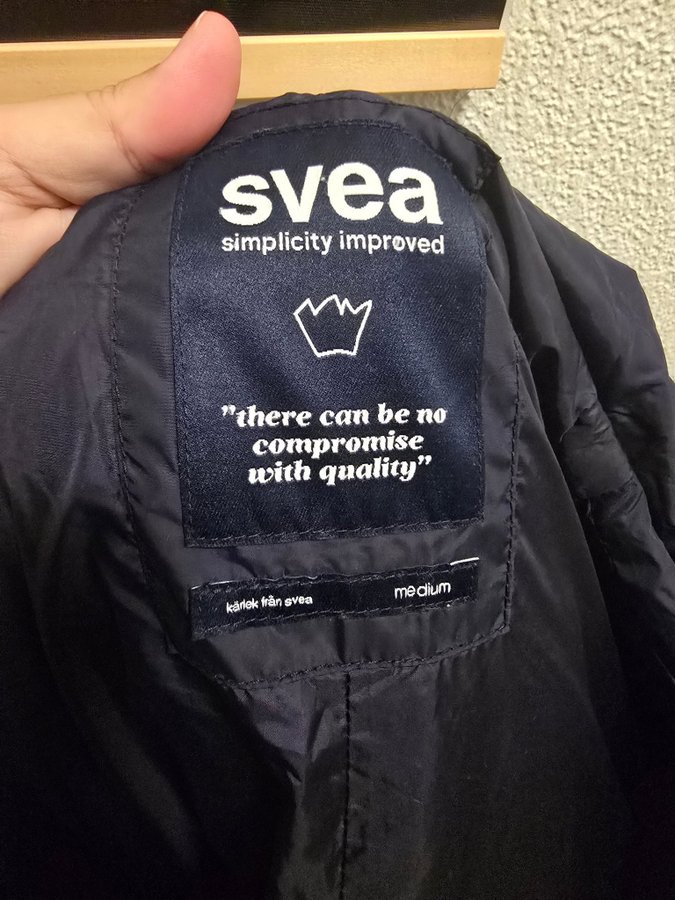 svea
simplicity improved
"there can be no
compromise
with quality"
kärlek från svea
medium